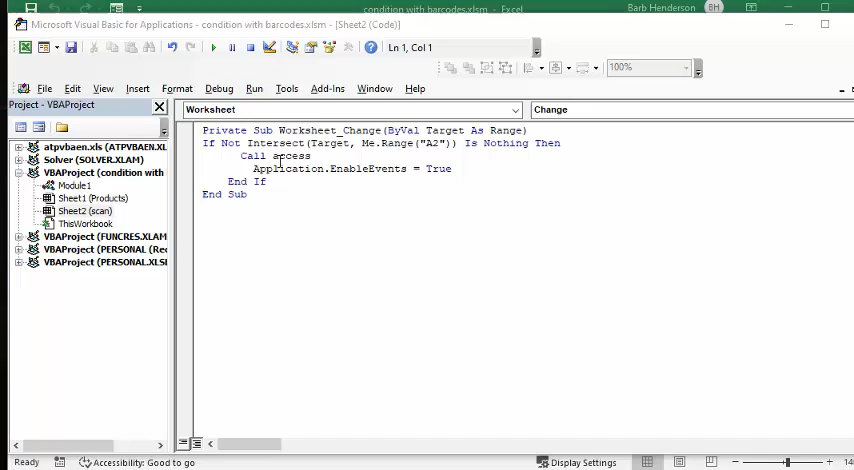 condition with barcodes.xlsm - Excel
Barb Henderson
BH
Microsoft Visual Basic for Applications - condition with barcodes.xlsm - [Sheet2 (Code)]
Ln 1, Col 1
100%
File Edit View Insert Format Debug Run Tools Add-Ins Window Help
Project - VBAProject
Worksheet
Change
atpvbaen.xls (ATPVBAEN.
Solver (SOLVER.XLAM)
VBAProject (condition with
Module1
Sheet1 (Products)
Sheet2 (scan)
ThisWorkbook
VBAProject (FUNCRES.XLAM)
VBAProject (PERSONAL (Rec
VBAProject (PERSONAL.XLSB
Private Sub Worksheet_Change(ByVal Target As Range)
If Not Intersect(Target, Me.Range("A2")) Is Nothing Then
Call access
Application.EnableEvents = True
End If
End Sub
Ready
Accessibility: Good to go
Display Settings